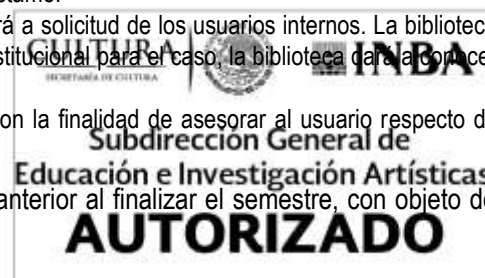 rá a solicitud de los usuarios internos. La bibliotec
CULTURA
SECRETARÍA DE CULTURA
INBA
stitucional para el caso, la biblioteca dará a conoce
on la finalidad de asesorar al usuario respecto d
Subdirección General de
Educación e Investigación Artísticas
anterior al finalizar el semestre, con objeto de
AUTORIZADO